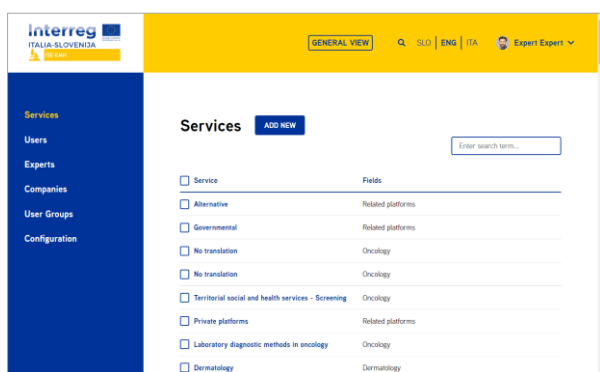 Interreg
ITALIA-SLOVENIJA
GENERAL VIEW
SLO | ENG | ITA
Expert Expert
Services
Users
Experts
Companies
User Groups
Configuration
Services ADD NEW
Enter search term...
Service Fields
Alternative Related platforms
Governmental Related platforms
No translation Oncology
No translation Oncology
Territorial social and health services - Screening Oncology
Private platforms Related platforms
Laboratory diagnostic methods in oncology Oncology
Dermatology Dermatology